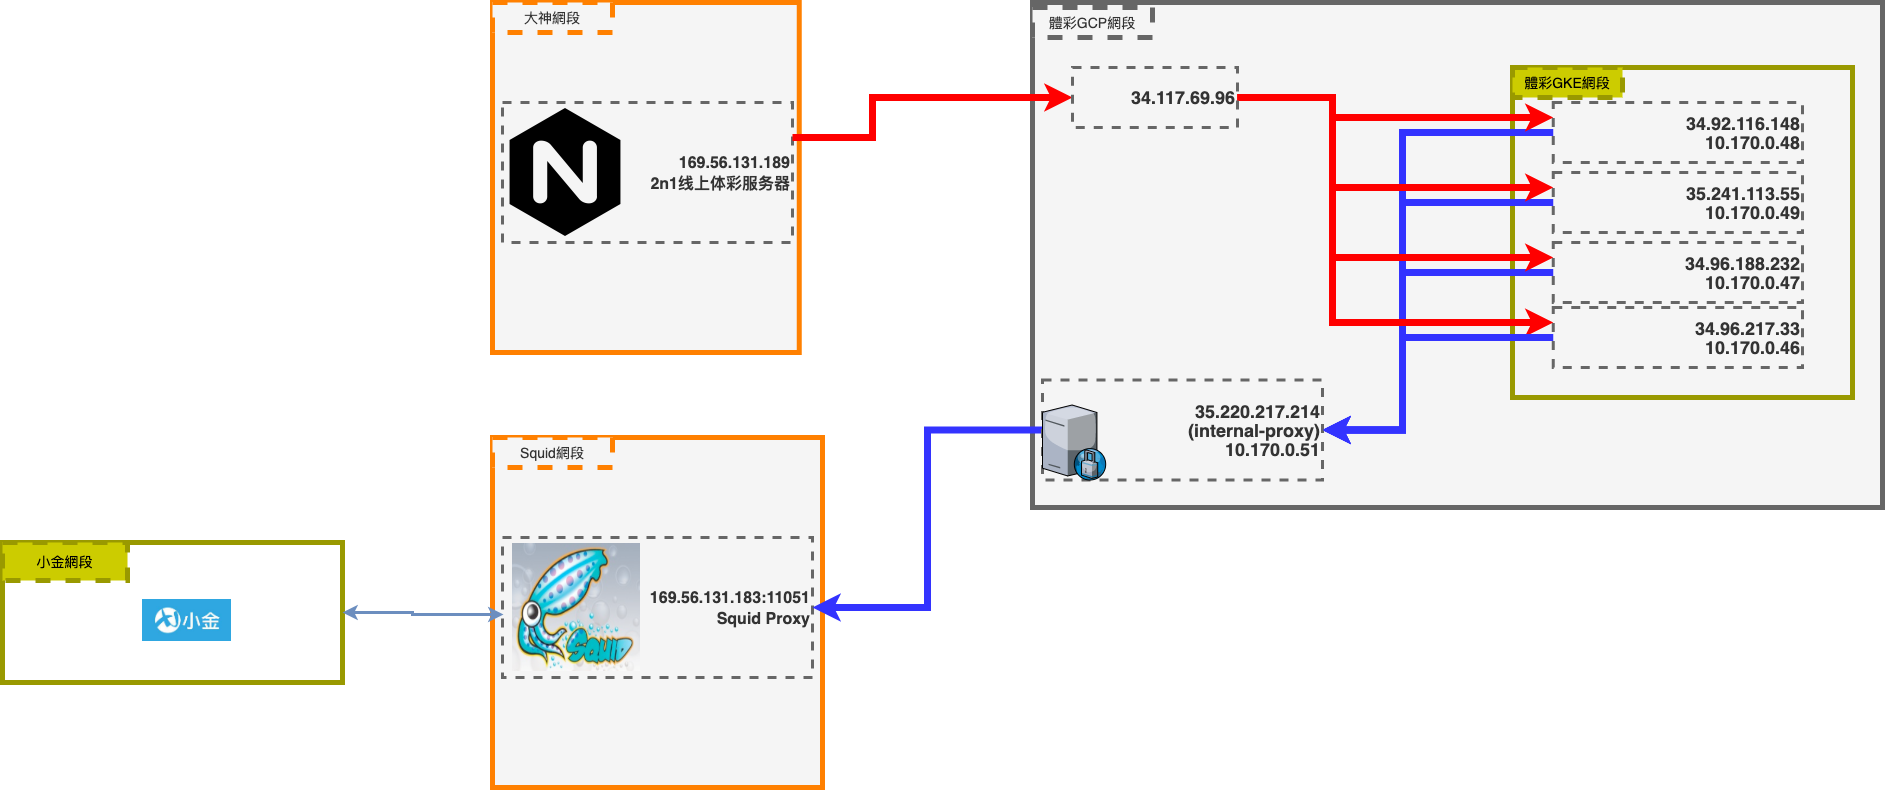 大神網段
169.56.131.189
2n1线上体彩服务器
體彩GCP網段
34.117.69.96
體彩GKE網段
34.92.116.148
10.170.0.48
35.241.113.55
10.170.0.49
34.96.188.232
10.170.0.47
34.96.217.33
10.170.0.46
35.220.217.214
(internal-proxy)
10.170.0.51
Squid網段
SQUID
169.56.131.183:11051
Squid Proxy
小金網段
小金